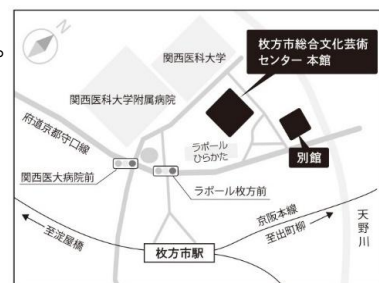 。
N
関西医科大学
枚方市総合文化芸術
センター 本館
関西医科大学附属病院
府道京都守口線
ラポール
ひらかた
別館
関西医大病院前
ラポール枚方前
京阪本線
天野川
至淀屋橋
至出町柳
枚方市駅